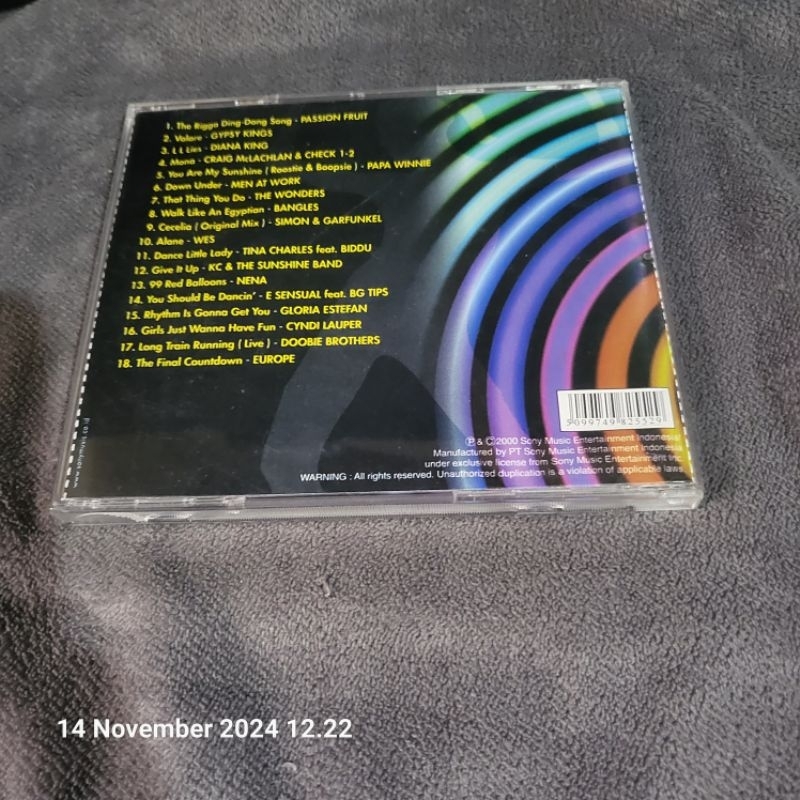 1. The Rigga Ding-Dong Song - PASSION FRUIT
2. Volare - GYPSY KINGS
3. L L Lies - DIANA KING
4. Mona - CRAIG McLACHLAN & CHECK 1-2
5. You Are My Sunshine ( Rootie & Boopsie ) - PAPA WINNIE
6. Down Under - MEN AT WORK
7. That Thing You Do - THE WONDERS
8. Walk Like An Egyptian - BANGLES
9. Cecelia ( Original Mix ) - SIMON & GARFUNKEL
10. Alane - WES
11. Dance Little Lady - TINA CHARLES feat. BIDDU
12. Give It Up - KC & THE SUNSHINE BAND
13. 99 Red Balloons - NENA
14. You Should Be Dancin' - E SENSUAL feat. BG TIPS
15. Rhythm Is Gonna Get You - GLORIA ESTEFAN
16. Girls Just Wanna Have Fun - CYNDI LAUPER
17. Long Train Running ( Live ) - DOOBIE BROTHERS
18. The Final Countdown - EUROPE
5099749 825529
℗ & ©2000 Sony Music Entertainment Indonesia/
Manufactured by PT Sony Music Entertainment Indonesia
under exclusive license from Sony Music Entertainment Inc.
WARNING : All rights reserved. Unauthorized duplication is a violation of applicable laws
14 November 2024 12.22